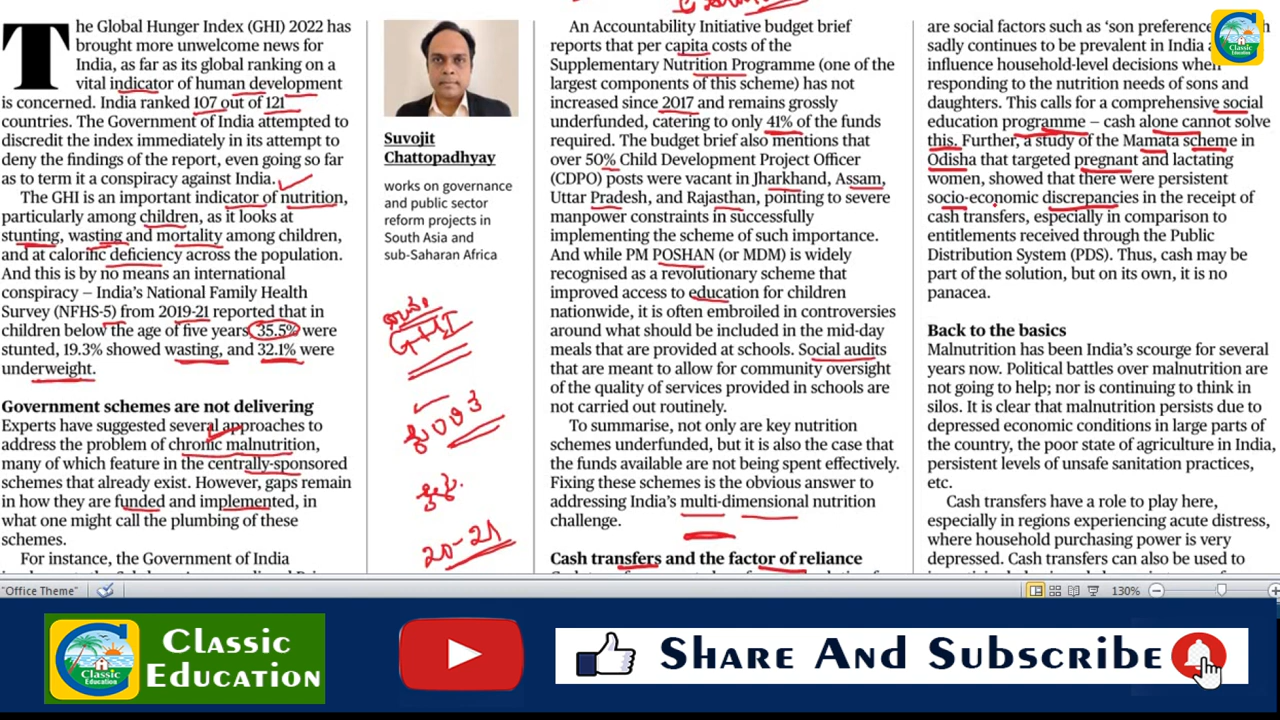 The Global Hunger Index (GHI) 2022 has
brought more unwelcome news for
India, as far as its global ranking on a
vital indicator of human development
is concerned. India ranked 107 out of 121
countries. The Government of India attempted to
discredit the index immediately in its attempt to
deny the findings of the report, even going so far
as to term it a conspiracy against India.
The GHI is an important indicator of nutrition,
particularly among children, as it looks at
stunting, wasting and mortality among children,
and at calorific deficiency across the population.
And this is by no means an international
conspiracy – India's National Family Health
Survey (NFHS-5) from 2019-21 reported that in
children below the age of five years, 35.5% were
stunted, 19.3% showed wasting, and 32.1% were
underweight.
Government schemes are not delivering
Experts have suggested several approaches to
address the problem of chronic malnutrition,
many of which feature in the centrally-sponsored
schemes that already exist. However, gaps remain
in how they are funded and implemented, in
what one might call the plumbing of these
schemes.
For instance, the Government of India
Suvojit
Chattopadhyay
works on governance
and public sector
reform projects in
South Asia and
sub-Saharan Africa
GHI
20-21
An Accountability Initiative budget brief
reports that per capita costs of the
Supplementary Nutrition Programme (one of the
largest components of this scheme) has not
increased since 2017 and remains grossly
underfunded, catering to only 41% of the funds
required. The budget brief also mentions that
over 50% Child Development Project Officer
(CDPO) posts were vacant in Jharkhand, Assam,
Uttar Pradesh, and Rajasthan, pointing to severe
manpower constraints in successfully
implementing the scheme of such importance.
And while PM POSHAN (or MDM) is widely
recognised as a revolutionary scheme that
improved access to education for children
nationwide, it is often embroiled in controversies
around what should be included in the mid-day
meals that are provided at schools. Social audits
that are meant to allow for community oversight
of the quality of services provided in schools are
not carried out routinely.
To summarise, not only are key nutrition
schemes underfunded, but it is also the case that
the funds available are not being spent effectively.
Fixing these schemes is the obvious answer to
addressing India's multi-dimensional nutrition
challenge.
Cash transfers and the factor of reliance
are social factors such as 'son preference
sadly continues to be prevalent in India
influence household-level decisions when
responding to the nutrition needs of sons and
daughters. This calls for a comprehensive social
education programme – cash alone cannot solve
this. Further, a study of the Mamata scheme in
Odisha that targeted pregnant and lactating
women, showed that there were persistent
socio-economic discrepancies in the receipt of
cash transfers, especially in comparison to
entitlements received through the Public
Distribution System (PDS). Thus, cash may be
part of the solution, but on its own, it is no
panacea.
Back to the basics
Malnutrition has been India's scourge for several
years now. Political battles over malnutrition are
not going to help; nor is continuing to think in
silos. It is clear that malnutrition persists due to
depressed economic conditions in large parts of
the country, the poor state of agriculture in India,
persistent levels of unsafe sanitation practices,
etc.
Cash transfers have a role to play here,
especially in regions experiencing acute distress,
where household purchasing power is very
depressed. Cash transfers can also be used to
Classic
Education
"Office Theme"
130%
Classic
Education
Classic
Education
Share And Subscribe